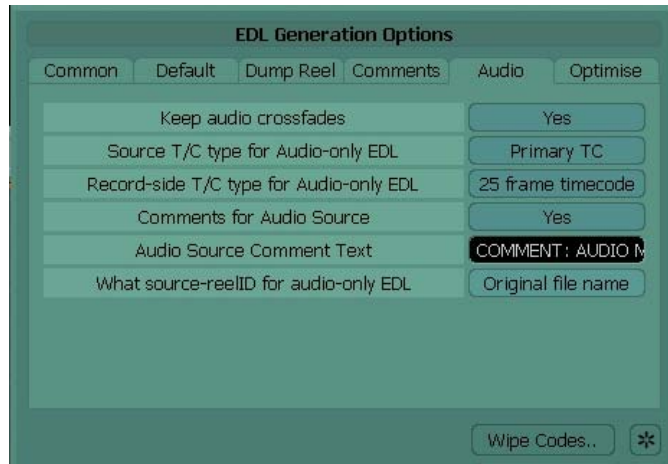 EDL Generation Options
Common Default Dump Reel Comments Audio Optimise
Keep audio crossfades Yes
Source T/C type for Audio-only EDL Primary TC
Record-side T/C type for Audio-only EDL 25 frame timecode
Comments for Audio Source Yes
Audio Source Comment Text COMMENT: AUDIO
What source-reelID for audio-only EDL Original file name
Wipe Codes..